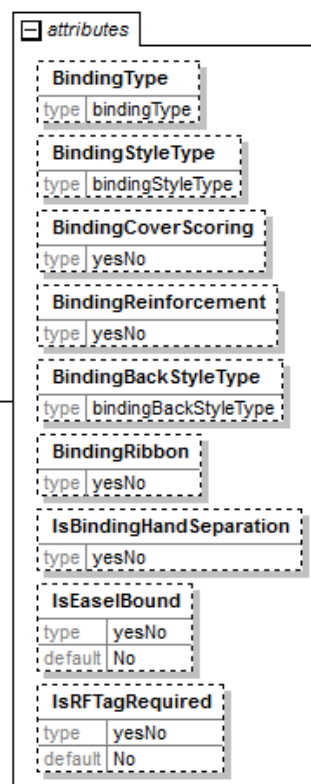 attributes
BindingType
type bindingType
BindingStyleType
type bindingStyleType
BindingCoverScoring
type yesNo
BindingReinforcement
type yesNo
BindingBackStyleType
type bindingBackStyleType
BindingRibbon
type yesNo
IsBindingHandSeparation
type yesNo
IsEaselBound
type yesNo
default No
IsRFTagRequired
type yesNo
default No